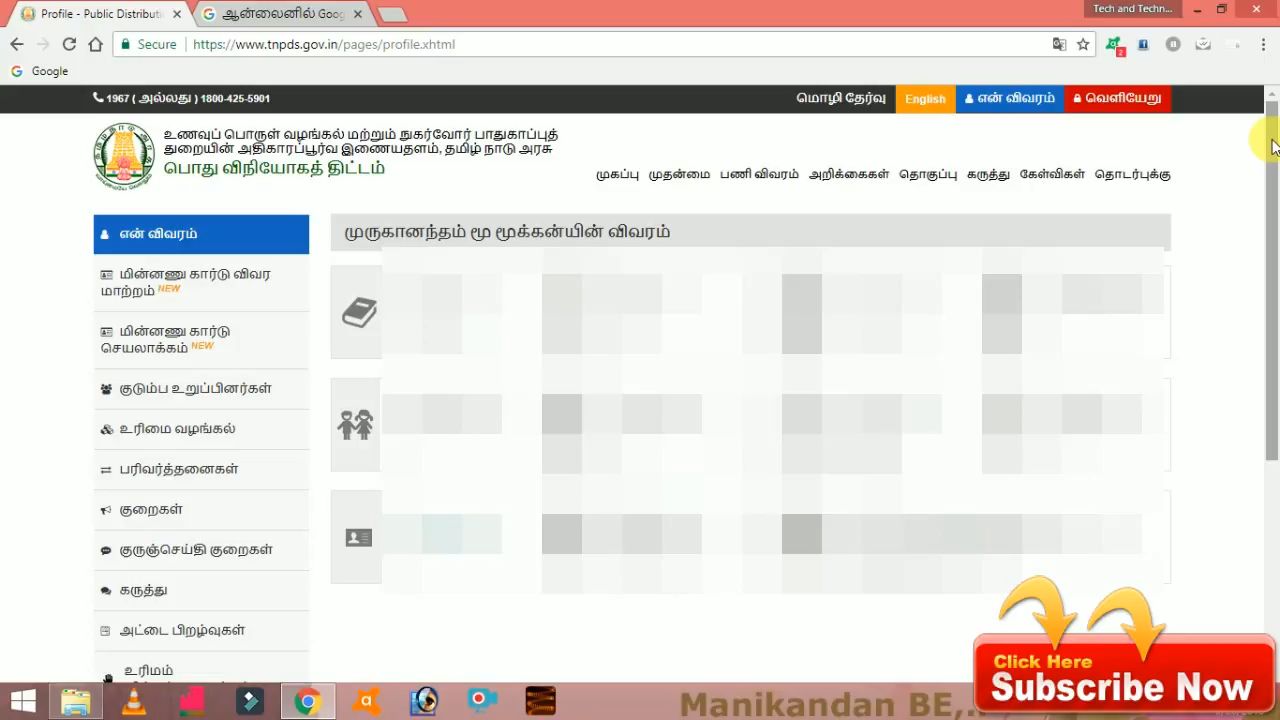 Profile - Public Distributi
ஆன்லைனில் Goog
Tech and Techn...
Secure
https://www.tnpds.gov.in/pages/profile.xhtml
2
Google
1967 ( அல்லது ) 1800-425-5901
மொழி தேர்வு
English
என் விவரம்
வெளியேறு
உணவுப் பொருள் வழங்கல் மற்றும் நுகர்வோர் பாதுகாப்புத்
துறையின் அதிகாரப்பூர்வ இணையதளம், தமிழ் நாடு அரசு
பொது விநியோகத் திட்டம்
முகப்பு முதன்மை பணி விவரம் அறிக்கைகள் தொகுப்பு கருத்து கேள்விகள் தொடர்புக்கு
என் விவரம்
முருகானந்தம் மூ மூக்கன்யின் விவரம்
மின்னணு கார்டு விவர
மாற்றம் NEW
மின்னணு கார்டு
செயலாக்கம் NEW
குடும்ப உறுப்பினர்கள்
உரிமை வழங்கல்
பரிவர்த்தனைகள்
குறைகள்
குருஞ்செய்தி குறைகள்
கருத்து
அட்டை பிறழ்வுகள்
உரிமம்
Click Here
Subscribe Now
Manikandan BE,.